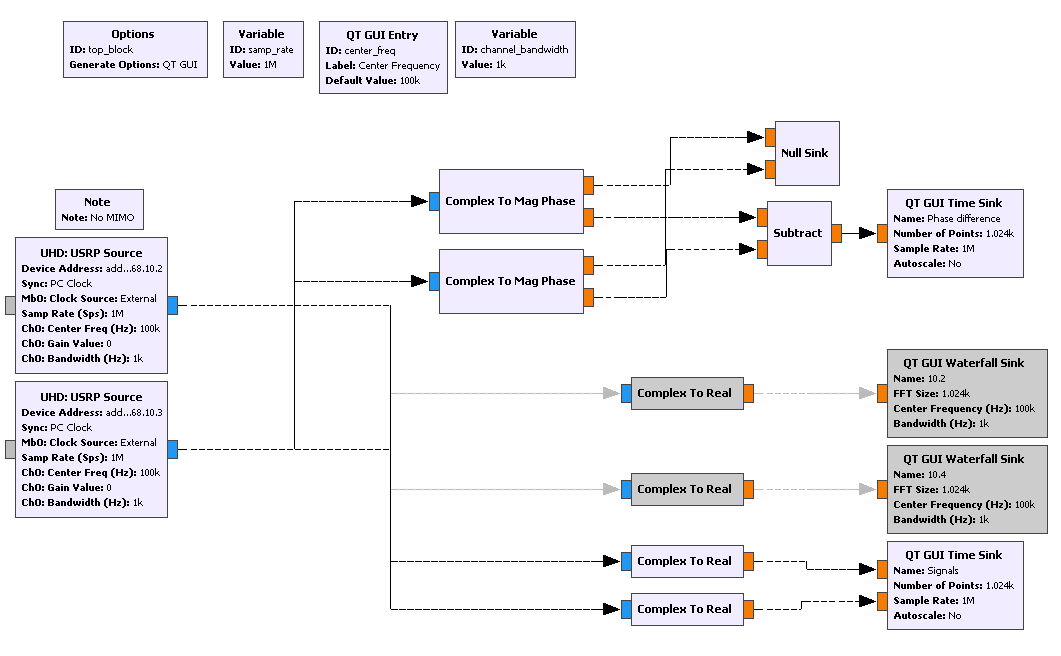 Options
ID: top_block
Generate Options: QT GUI
Variable
ID: samp_rate
Value: 1M
QT GUI Entry
ID: center_freq
Label: Center Frequency
Default Value: 100k
Variable
ID: channel_bandwidth
Value: 1k
Null Sink
Complex To Mag Phase
Note
Note: No MIMO
Subtract
QT GUI Time Sink
Name: Phase difference
Number of Points: 1.024k
Sample Rate: 1M
Autoscale: No
UHD: USRP Source
Device Address: add...68.10.2
Sync: PC Clock
Mb0: Clock Source: External
Samp Rate (Sps): 1M
Ch0: Center Freq (Hz): 100k
Ch0: Gain Value: 0
Ch0: Bandwidth (Hz): 1k
Complex To Mag Phase
Complex To Real
QT GUI Waterfall Sink
Name: 10.2
FFT Size: 1.024k
Center Frequency (Hz): 100k
Bandwidth (Hz): 1k
UHD: USRP Source
Device Address: add...68.10.3
Sync: PC Clock
Mb0: Clock Source: External
Samp Rate (Sps): 1M
Ch0: Center Freq (Hz): 100k
Ch0: Gain Value: 0
Ch0: Bandwidth (Hz): 1k
Complex To Real
QT GUI Waterfall Sink
Name: 10.4
FFT Size: 1.024k
Center Frequency (Hz): 100k
Bandwidth (Hz): 1k
Complex To Real
Complex To Real
QT GUI Time Sink
Name: Signals
Number of Points: 1.024k
Sample Rate: 1M
Autoscale: No